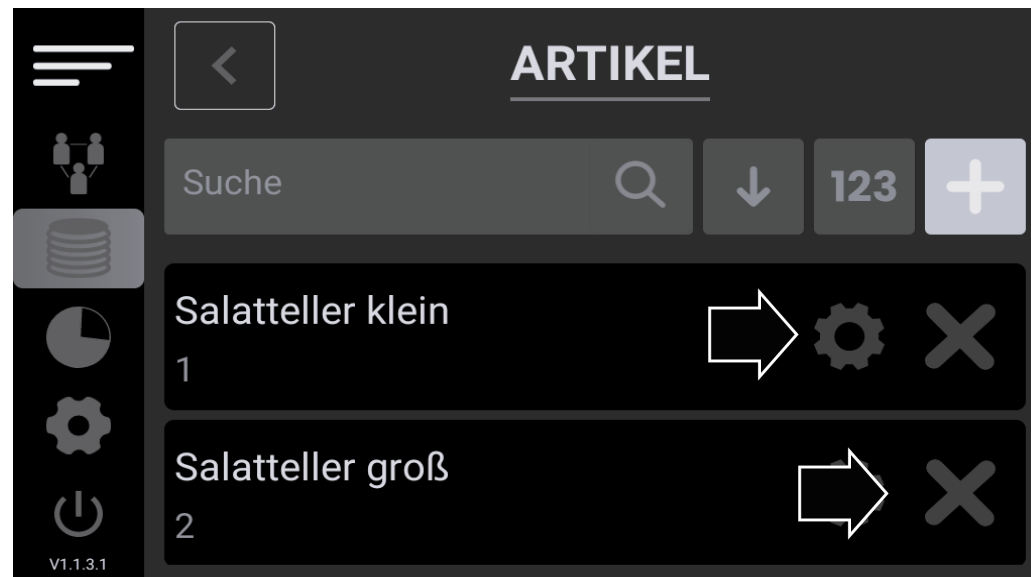 ARTIKEL
Suche
123
Salatteller klein
1
Salatteller groß
2
V1.1.3.1